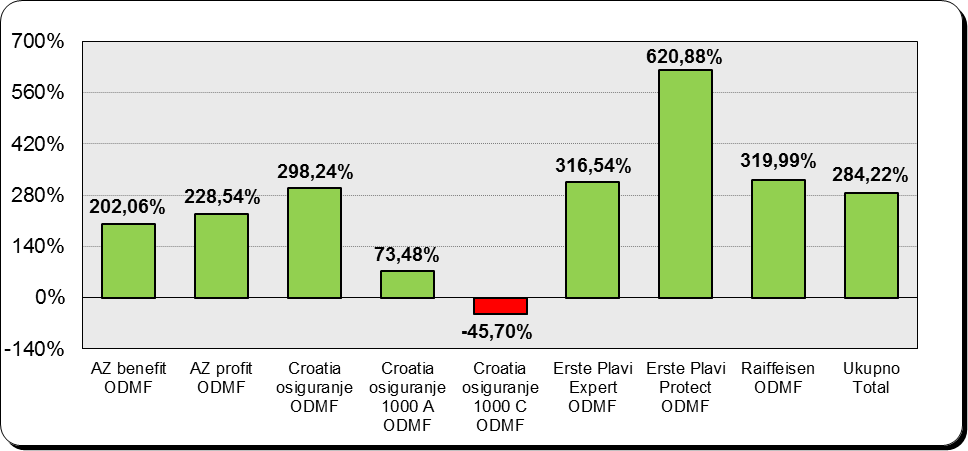 700%
560%
420%
280%
140%
0%
-140%
202,06%
228,54%
298,24%
73,48%
-45,70%
316,54%
620,88%
319,99%
284,22%
AZ benefit
ODMF
AZ profit
ODMF
Croatia
osiguranje
ODMF
Croatia
osiguranje
1000 A
ODMF
Croatia
osiguranje
1000 C
ODMF
Erste Plavi
Expert
ODMF
Erste Plavi
Protect
ODMF
Raiffeisen
ODMF
Ukupno
Total